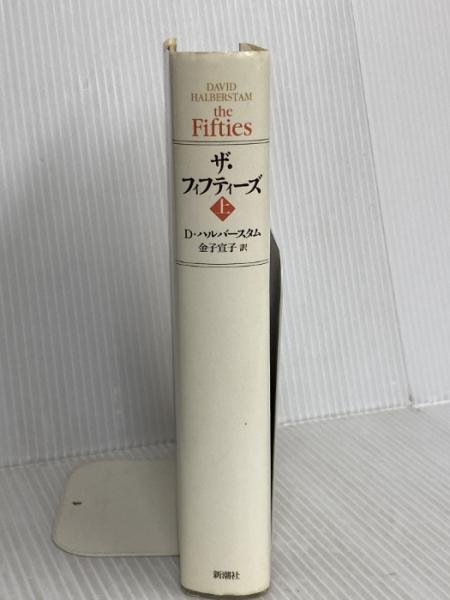 DAVID
HALBERSTAM
the
Fifties
ザ・
フィフティーズ
上
D・ハルバースタム
金子宣子 訳
新潮社